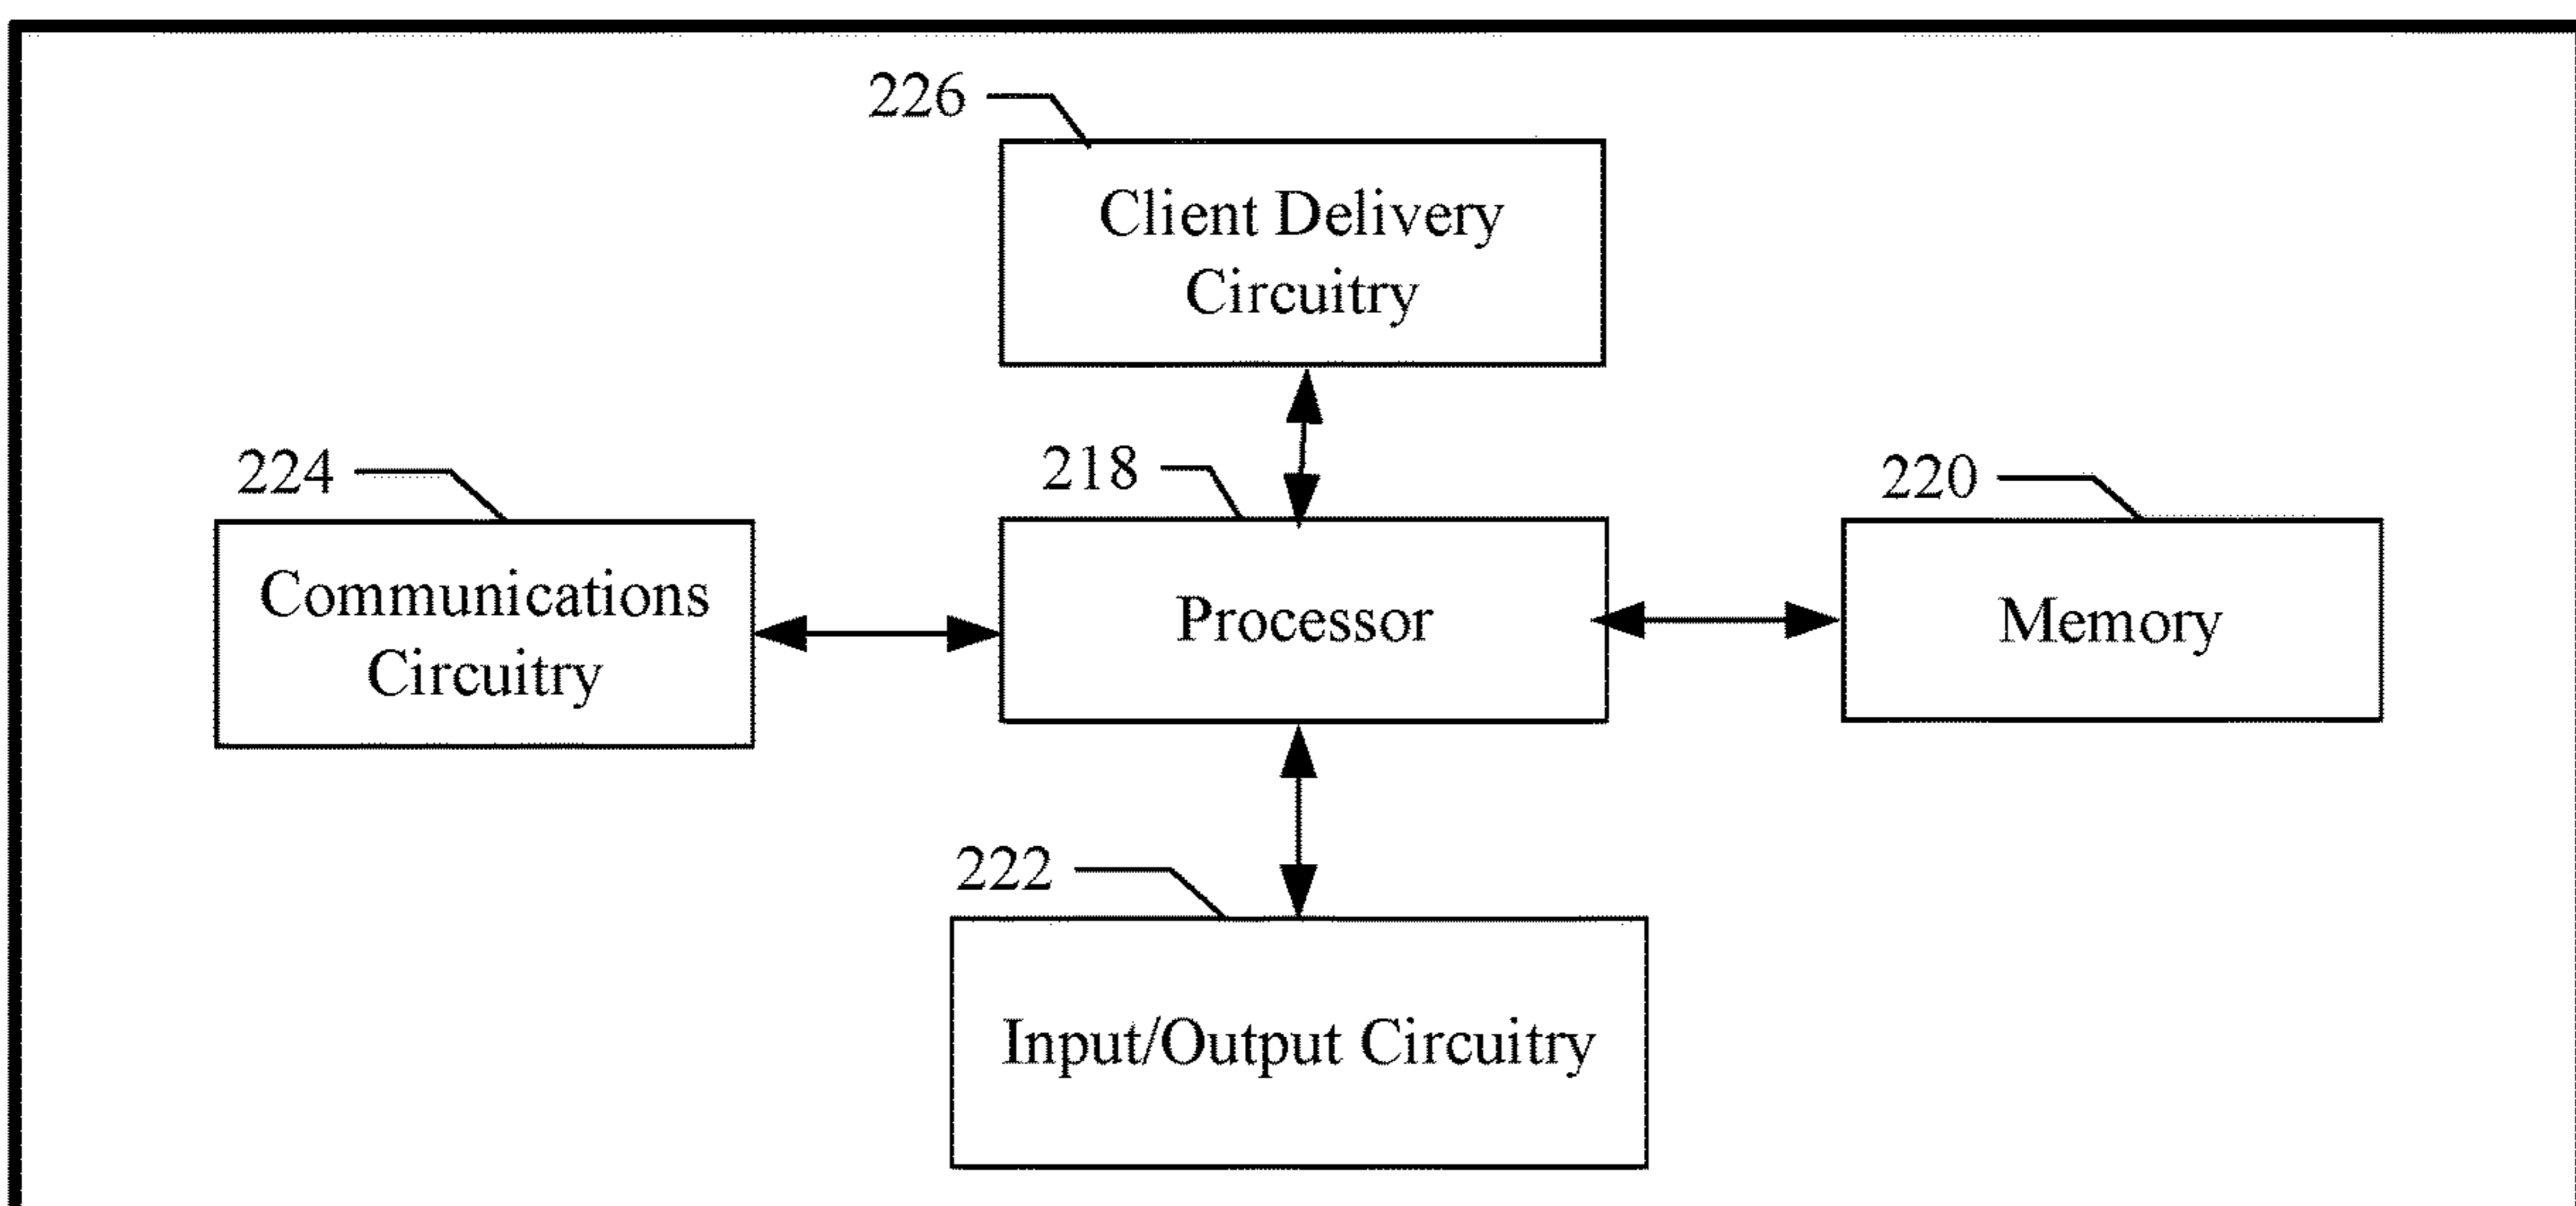 226
Client Delivery
Circuitry
224
218
220
Communications
Circuitry
Processor
Memory
222
Input/Output Circuitry